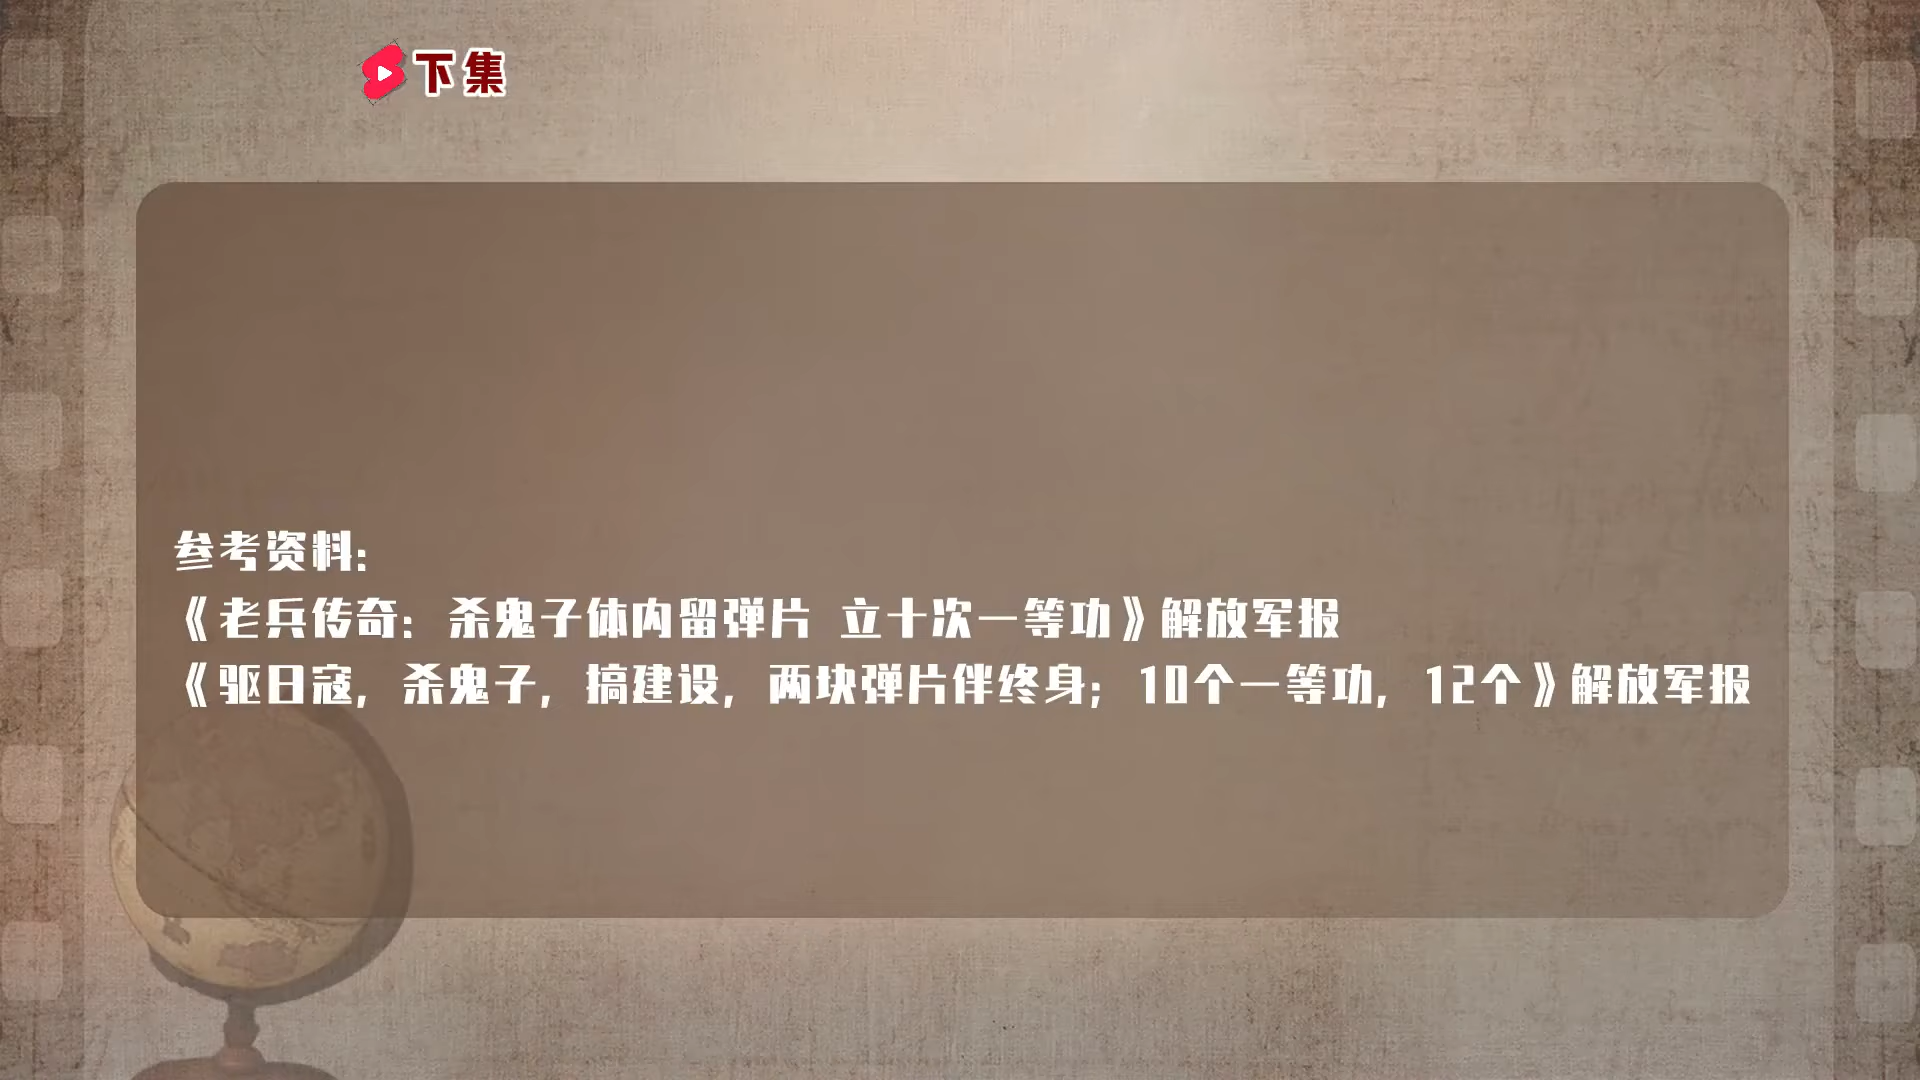 下集
参考资料:
《老兵传奇：杀鬼子体内留弹片 立十次一等功》解放军报
《驱日寇，杀鬼子，搞建设，两块弹片伴终身；10个一等功，12个》解放军报